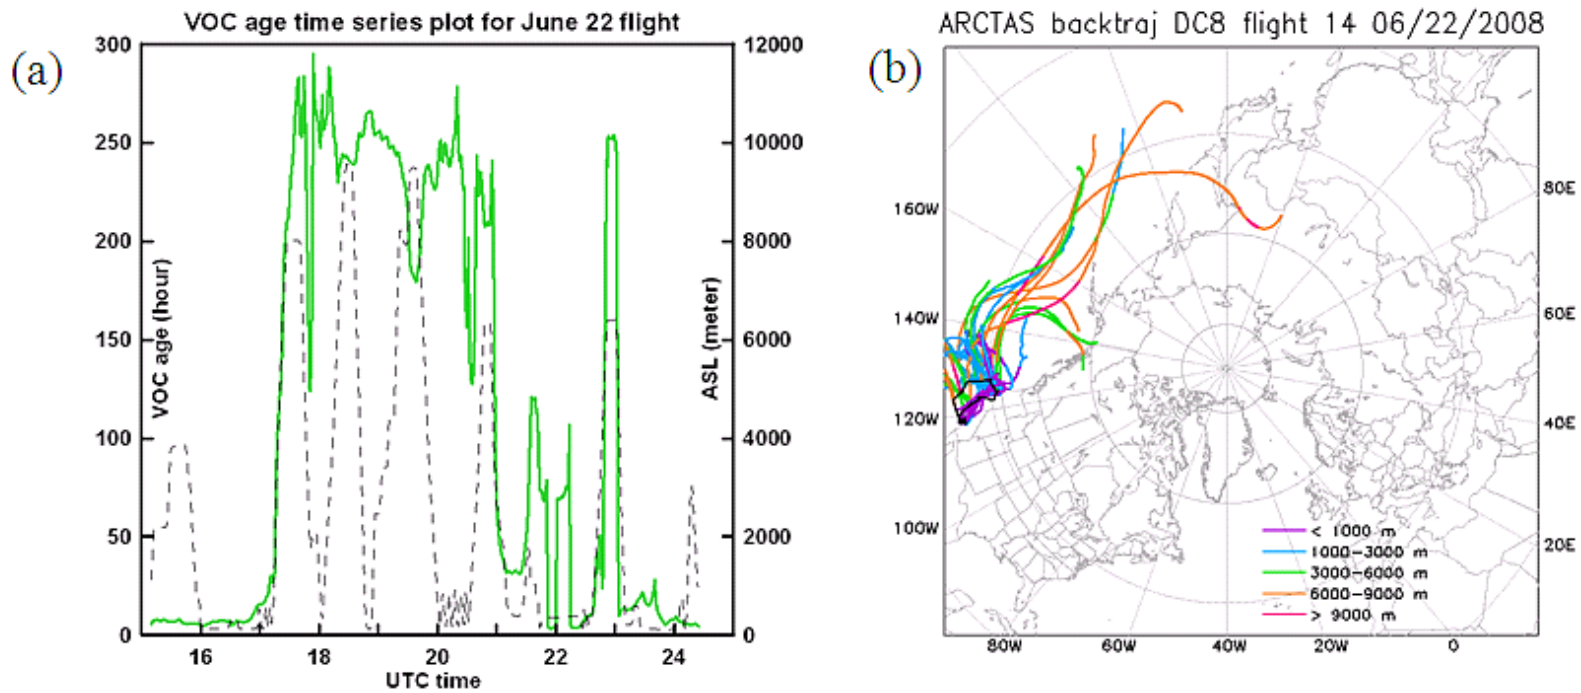 (a)
VOC age time series plot for June 22 flight
300
250
200
150
100
50
0
VOC age (hour)
12000
10000
8000
6000
4000
2000
0
ASL (meter)
16
18
20
22
24
UTC time
(b)
ARCTAS backtraj DC8 flight 14 06/22/2008
160W
140W
120W
100W
80E
60E
40E
20E
80W
60W
40W
20W
0
< 1000 m
1000-3000 m
3000-6000 m
6000-9000 m
> 9000 m